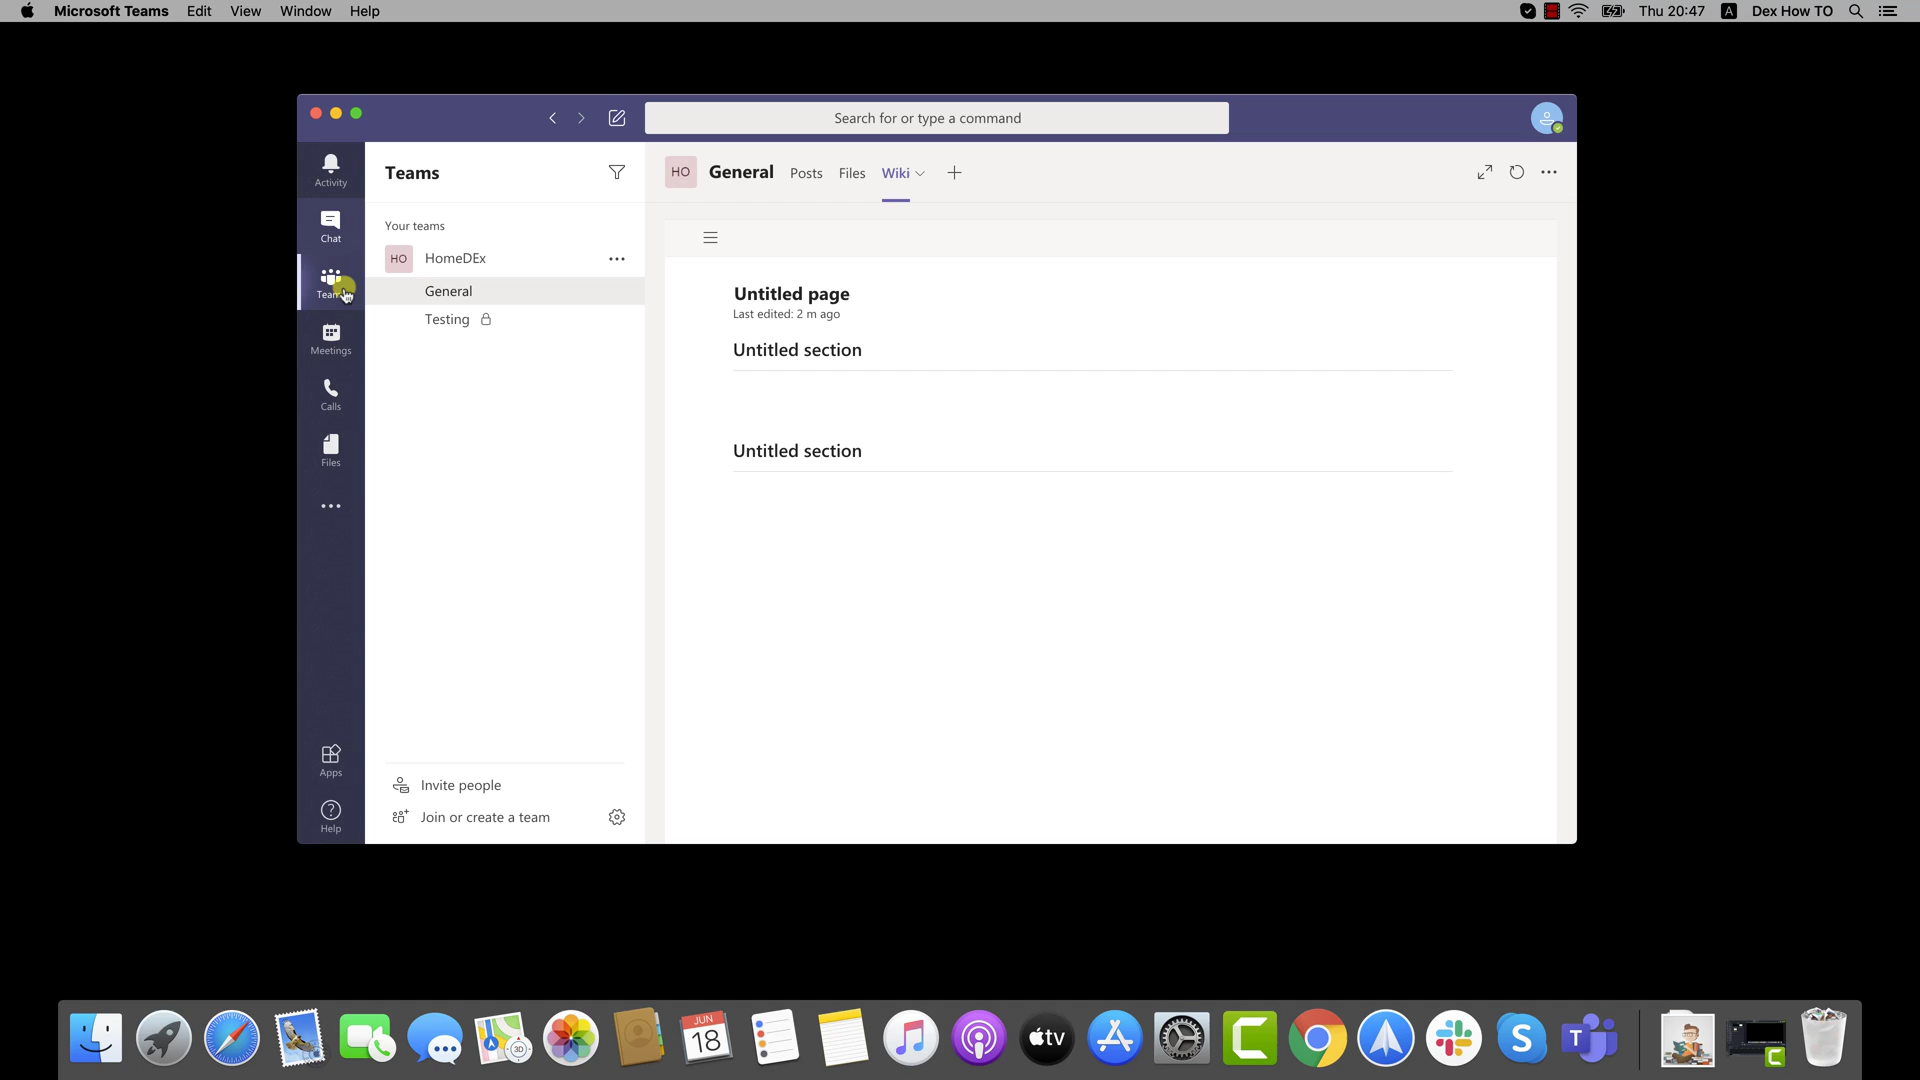 Microsoft Teams Edit View Window Help
Thu 20:47 A Dex How TO
Search for or type a command
Activity
Chat
Meetings
Calls
Files
Apps
Help
Teams
Your teams
HO HomeDEx
General
Testing
Invite people
Join or create a team
HO General Posts Files Wiki
Untitled page
Last edited: 2 m ago
Untitled section
Untitled section
3D
JUN
18
tv
S
T
C